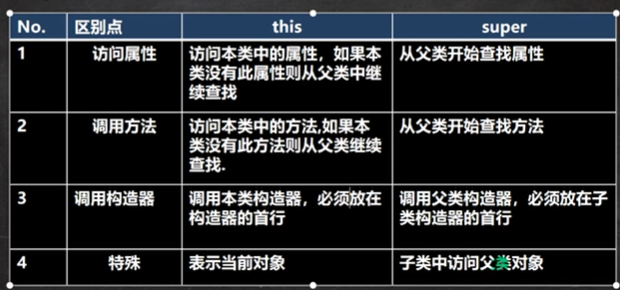 No. 区别点 this super
1 访问属性 访问本类中的属性，如果本类没有此属性则从父类中继续查找 从父类开始查找属性
2 调用方法 访问本类中的方法,如果本类没有此方法则从父类继续查找. 从父类开始查找方法
3 调用构造器 调用本类构造器，必须放在构造器的首行 调用父类构造器，必须放在子类构造器的首行
4 特殊 表示当前对象 子类中访问父类对象